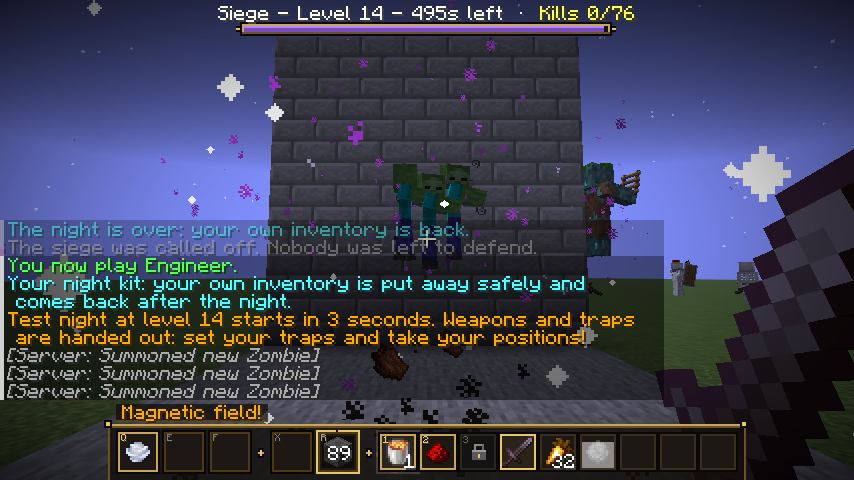 Siege - Level 14 - 495s left · Kills 0/76
The night is over: your own inventory is back.
The siege was called off. Nobody was left to defend.
You now play Engineer.
Your night kit: your own inventory is put away safely and
comes back after the night.
Test night at level 14 starts in 3 seconds. Weapons and traps
are handed out: set your traps and take your positions!
[Server: Summoned new Zombie]
[Server: Summoned new Zombie]
[Server: Summoned new Zombie]
Magnetic field!
Q E F X R 1 2 3
89 1 32